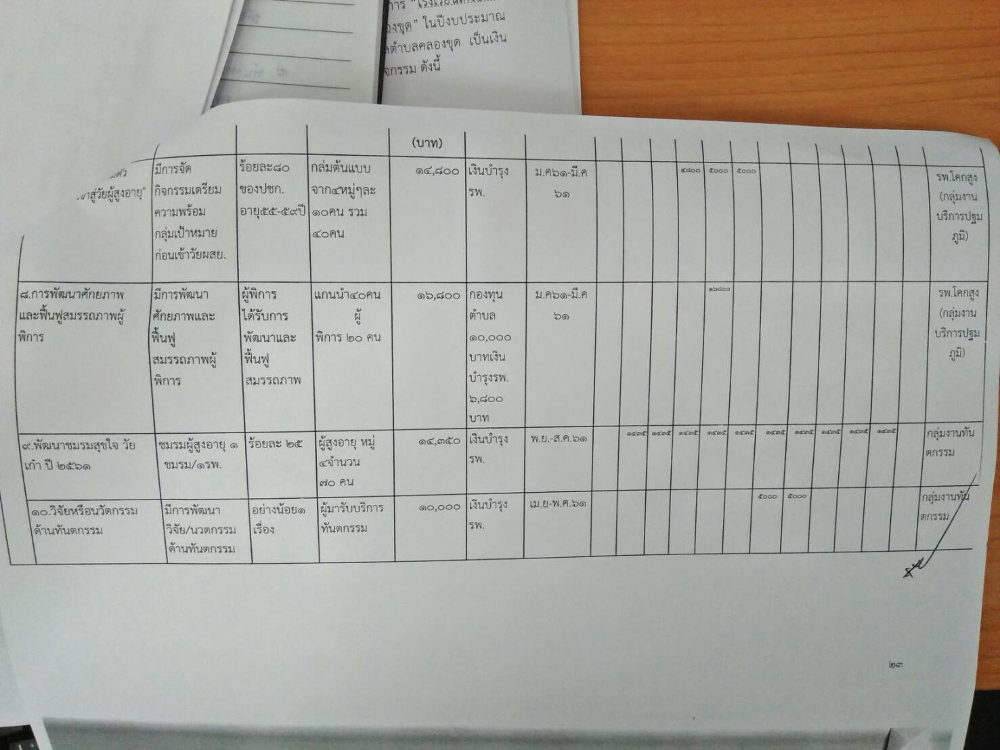 องขุด" ในปีงบประมาณ
ลตำบลคลองขุด เป็นเงิน
จกรรม ดังนี้
(บาท)
าสู่วัยผู้สูงอายุ"
มีการจัด
กิจกรรมเตรียม
ความพร้อม
กลุ่มเป้าหมาย
ก่อนเข้าวัยผสย.
ร้อยละ๘๐
ของปชก.
อายุ๕๕-๕๙ปี
กลุ่มต้นแบบ
จาก๔หมู่ๆละ
๑๐คน รวม
๔๐คน
๑๔,๘๐๐
เงินบำรุง
รพ.
ม.ค๖๑-มี.ค
๖๑
๔๘๐๐
๕๐๐๐
๕๐๐๐
รพ.โคกสูง
(กลุ่มงาน
บริการปฐม
ภูมิ)
๘.การพัฒนาศักยภาพ
และฟื้นฟูสมรรถภาพผู้
พิการ
มีการพัฒนา
ศักยภาพและ
ฟื้นฟู
สมรรถภาพผู้
พิการ
ผู้พิการ
ได้รับการ
พัฒนาและ
ฟื้นฟู
สมรรถภาพ
แกนนำ๔๐คน
ผู้
พิการ ๒๐ คน
๑๖,๘๐๐
กองทุน
ตำบล
๑๐,๐๐๐
บาทเงิน
บำรุงรพ.
๖,๘๐๐
บาท
ม.ค๖๑-มี.ค
๖๑
๑๖๘๐๐
รพ.โคกสูง
(กลุ่มงาน
บริการปฐม
ภูมิ)
๙.พัฒนาชมรมสุขใจ วัย
เก๋า ปี ๒๕๖๑
ชมรมผู้สูงอายุ ๑
ชมรม/๑รพ.
ร้อยละ ๒๕
ผู้สูงอายุ หมู่
๔จำนวน
๗๐ คน
๑๔,๓๕๐
เงินบำรุง
รพ.
พ.ย.-ส.ค.๖๑
๑๔๓๕
๑๔๓๕
๑๔๓๕
๑๔๓๕
๑๔๓๕
๑๔๓๕
๑๔๓๕
๑๔๓๕
๑๔๓๕
๑๔๓๕
กลุ่มงานทัน
ตกรรม
๑๐.วิจัยหรือนวัตกรรม
ด้านทันตกรรม
มีการพัฒนา
วิจัย/นวตกรรม
ด้านทันตกรรม
อย่างน้อย๑
เรื่อง
ผู้มารับบริการ
ทันตกรรม
๑๐,๐๐๐
เงินบำรุง
รพ.
เม.ย-พ.ค.๖๑
๕๐๐๐
๕๐๐๐
กลุ่มงานทัน
ตกรรม
๒๓